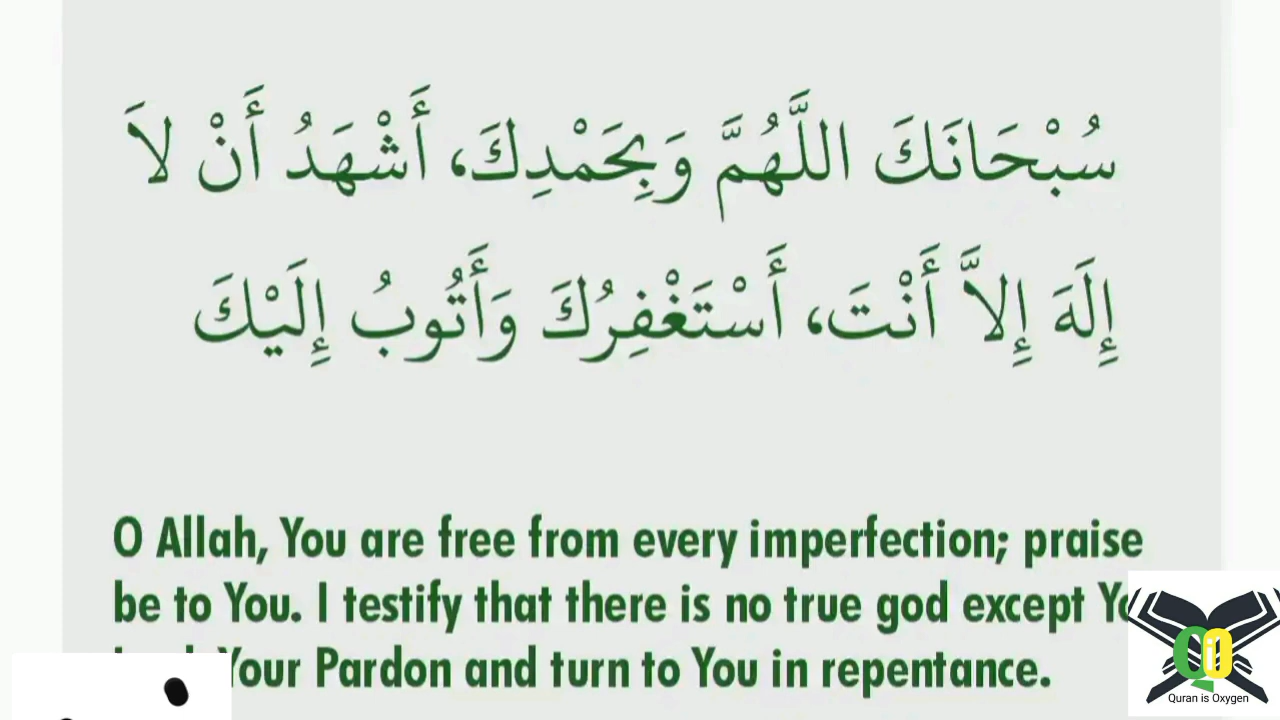 سُبْحَانَكَ اللَّهُمَّ وَبِحَمْدِكَ، أَشْهَدُ أَنْ لاَ
إِلَهَ إِلاَّ أَنْتَ، أَسْتَغْفِرُكَ وَأَتُوبُ إِلَيْكَ
O Allah, You are free from every imperfection; praise
be to You. I testify that there is no true god except
Your Pardon and turn to You in repentance.
QiO
Quran is Oxygen